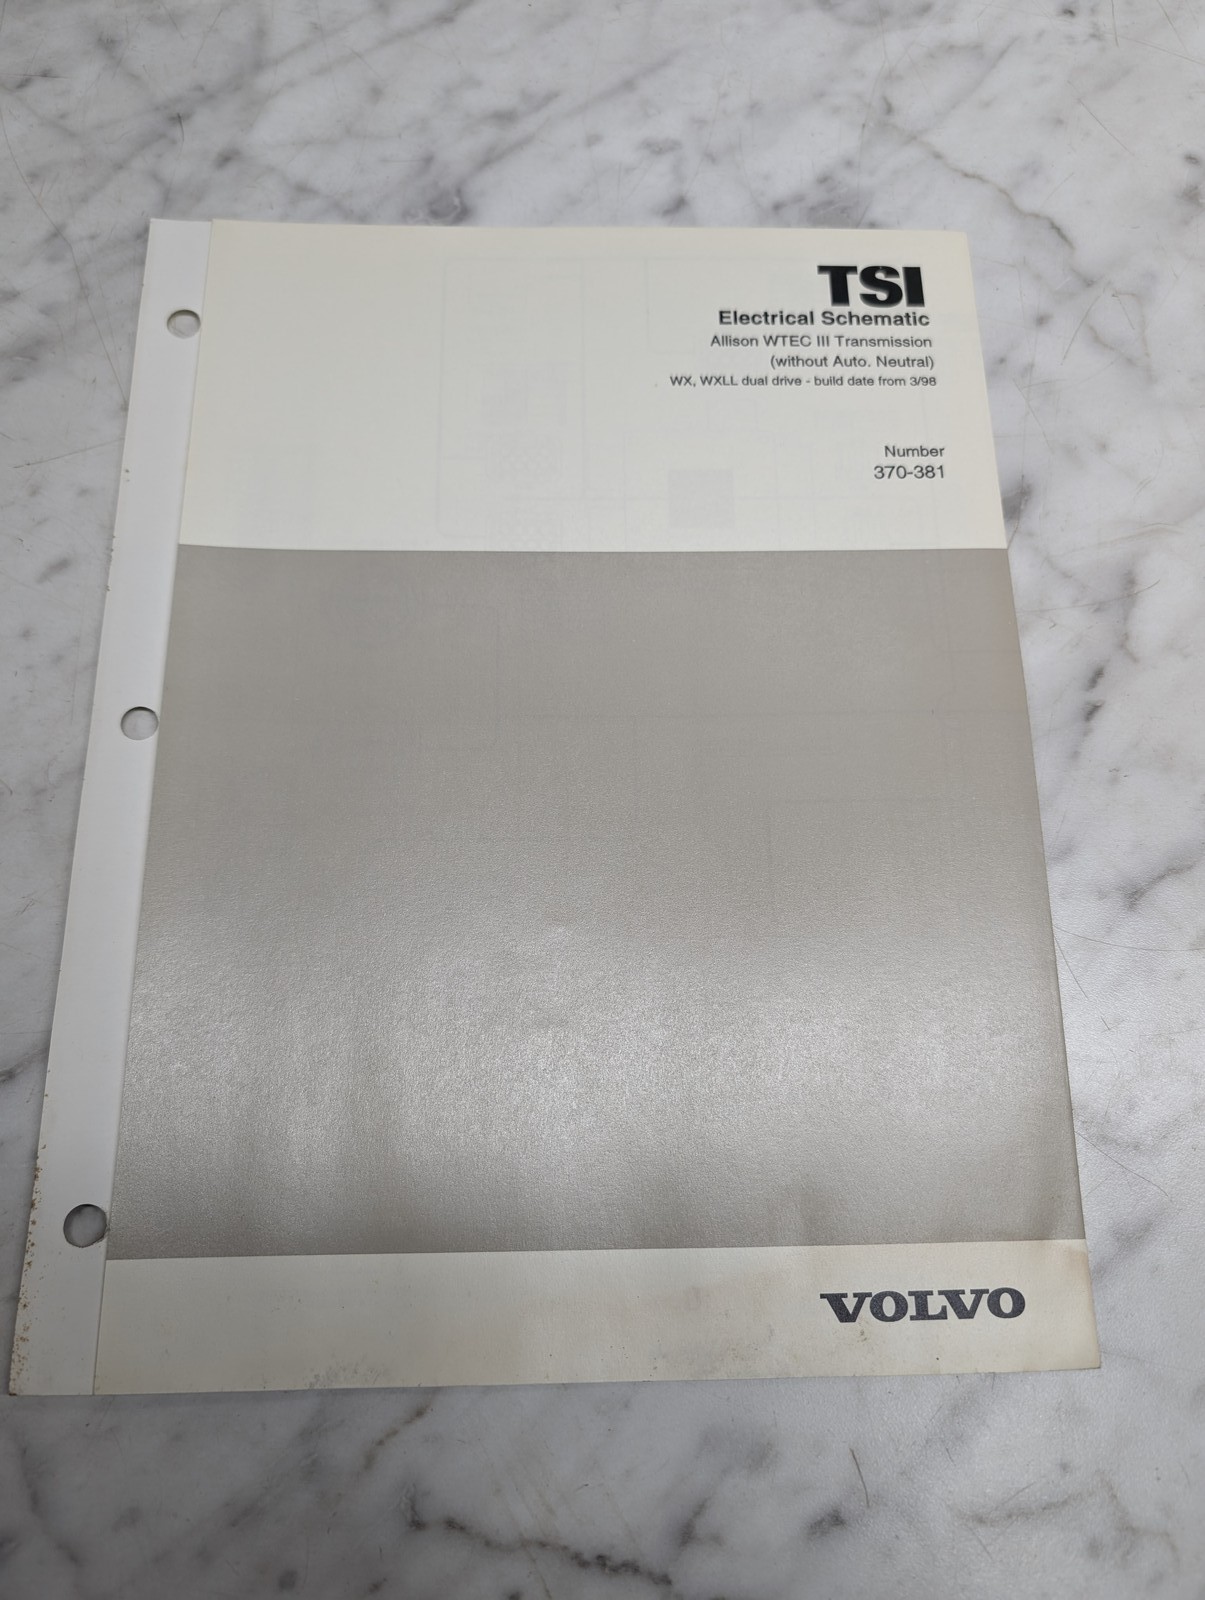 TSI
Electrical Schematic
Allison WTEC III Transmission
(without Auto. Neutral)
WX, WXLL dual drive - build date from 3/98
Number
370-381
VOLVO